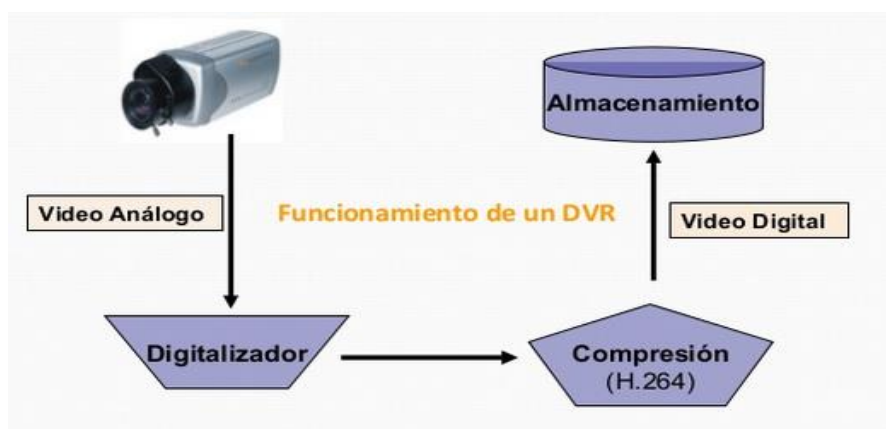 Almacenamiento
Video Análogo
Funcionamiento de un DVR
Video Digital
Digitalizador
Compresión
(H.264)